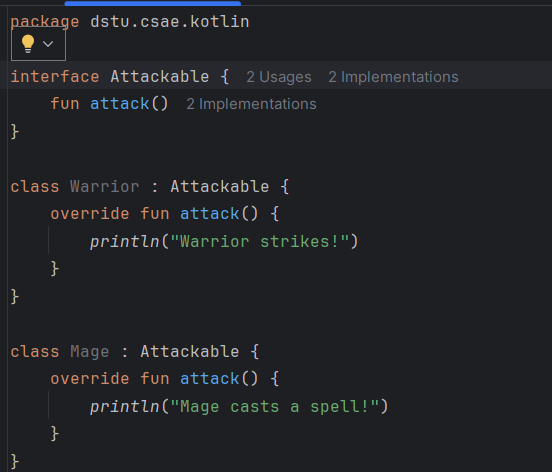 package dstu.csae.kotlin
interface Attackable { 2 Usages 2 Implementations
    fun attack() 2 Implementations
}
class Warrior : Attackable {
    override fun attack() {
        println("Warrior strikes!")
    }
}
class Mage : Attackable {
    override fun attack() {
        println("Mage casts a spell!")
    }
}